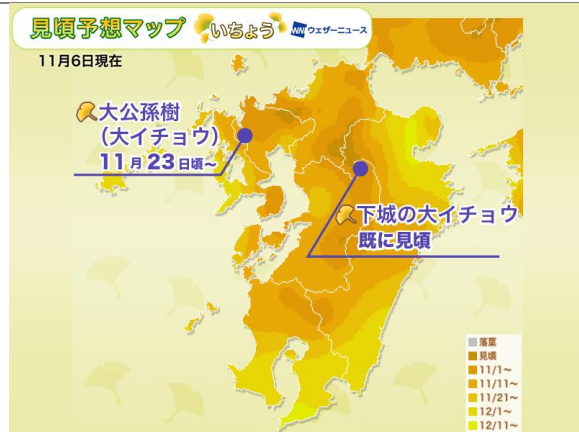 見頃予想マップ いちょう WNI ウェザーニュース
11月6日現在
大公孫樹
(大イチョウ)
11月23日頃~
下城の大イチョウ
既に見頃
落葉
見頃
11/1~
11/11~
11/21~
12/1~
12/11~